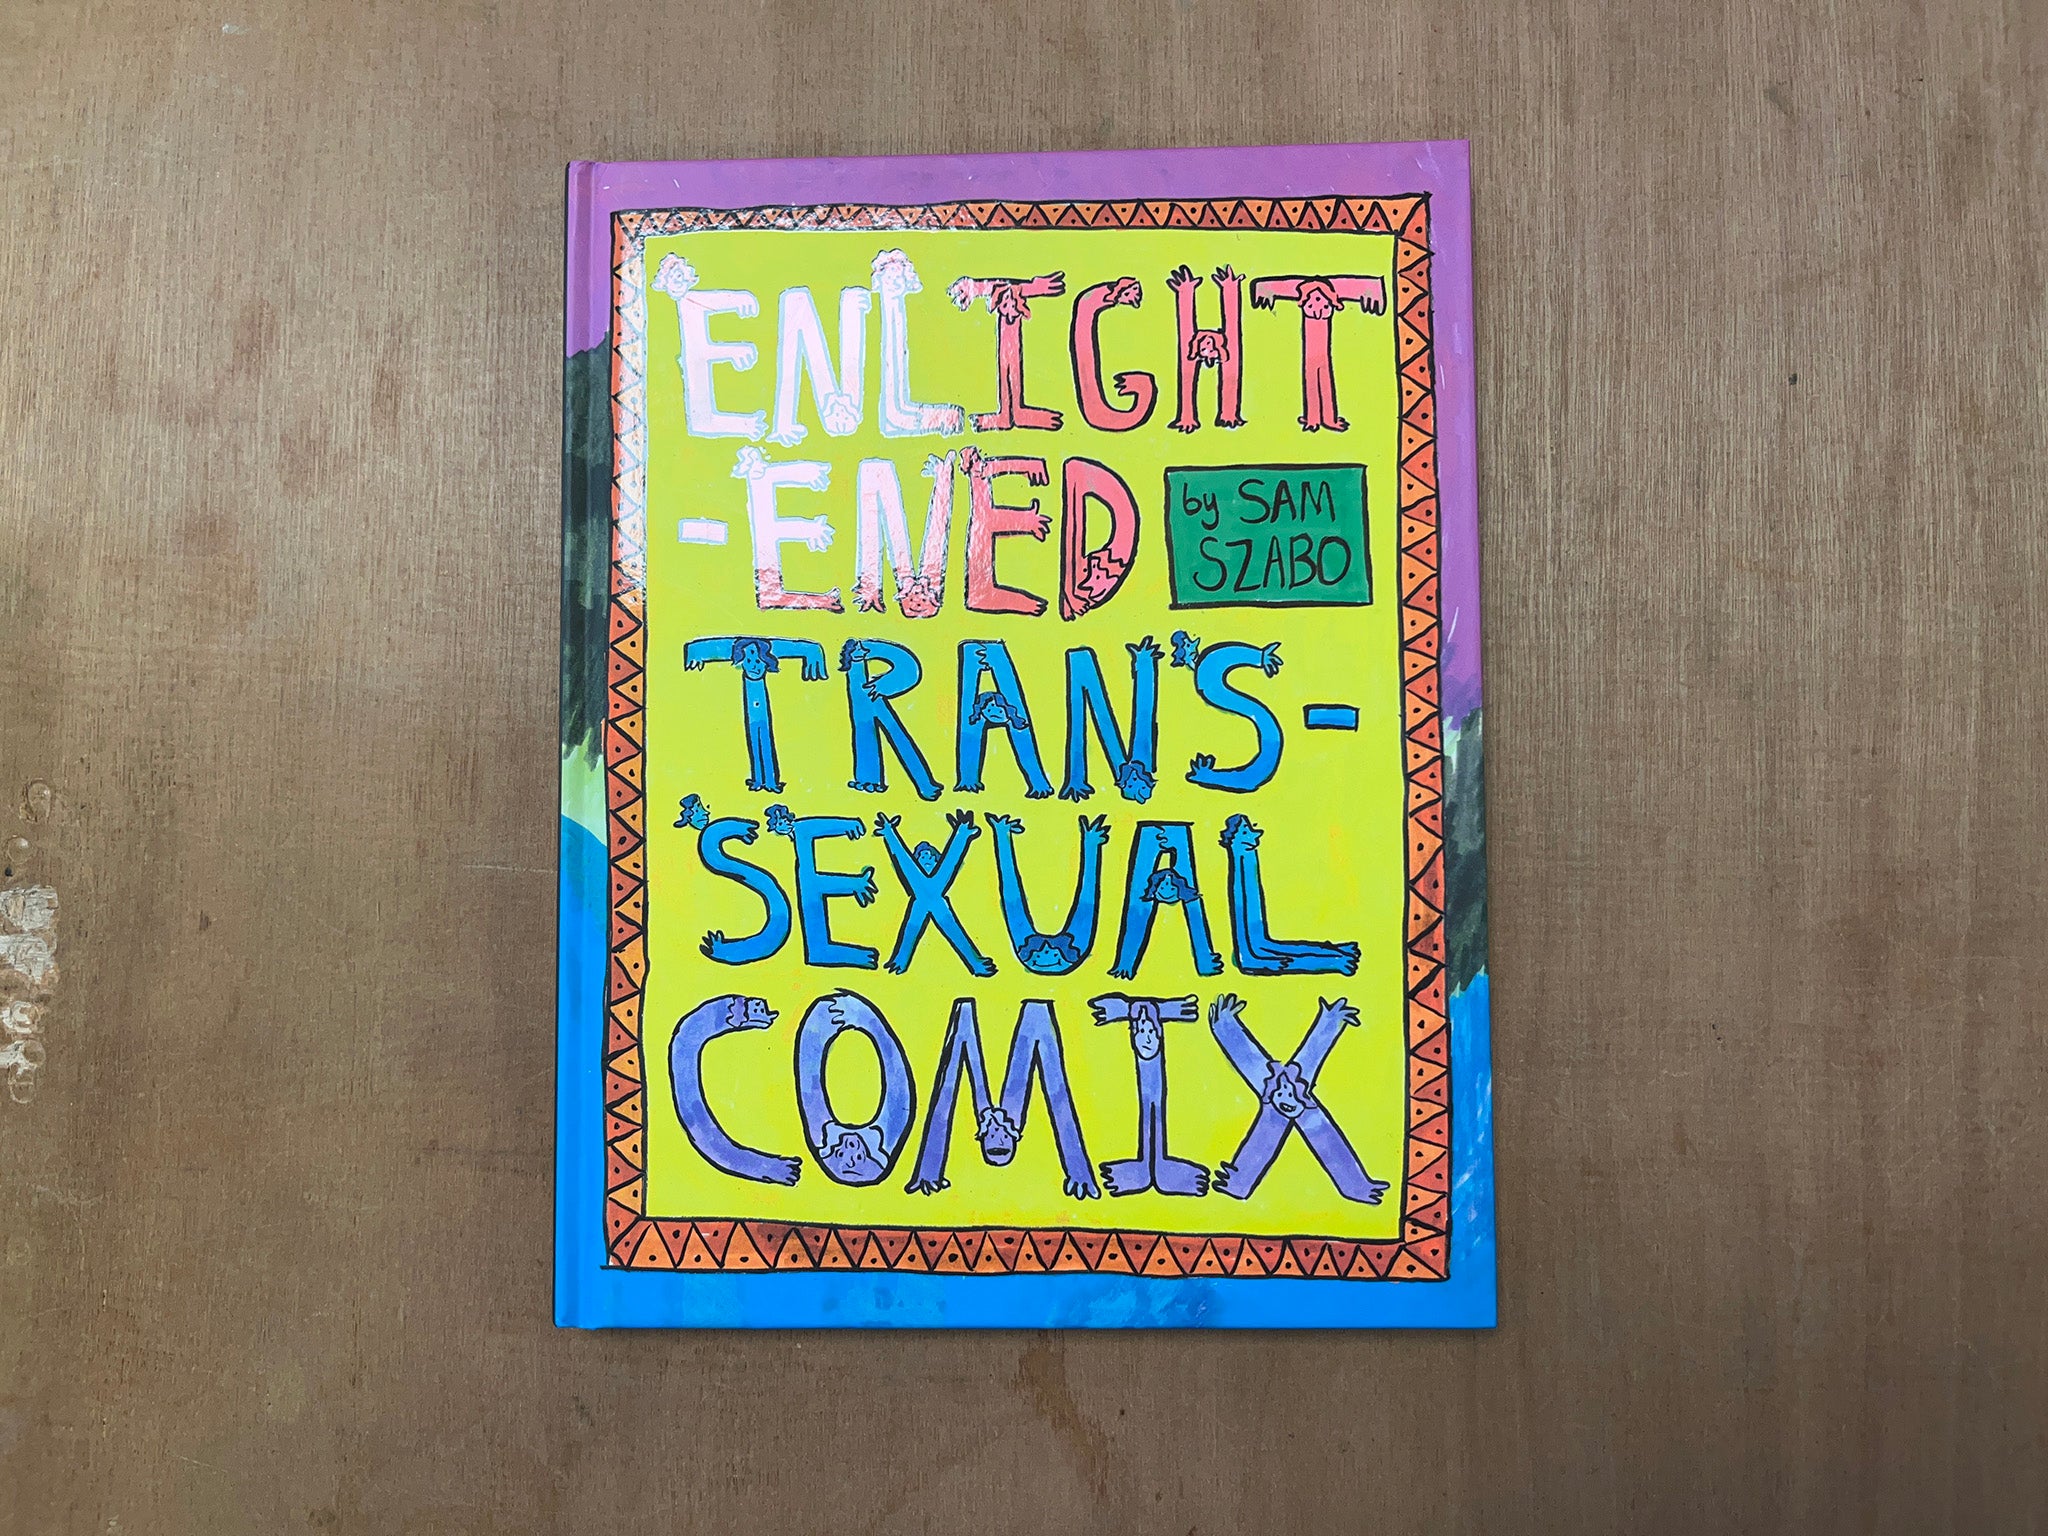 ENLIGHT
-ENED
by SAM
SZABO
TRANS-
SEXUAL
COMIX